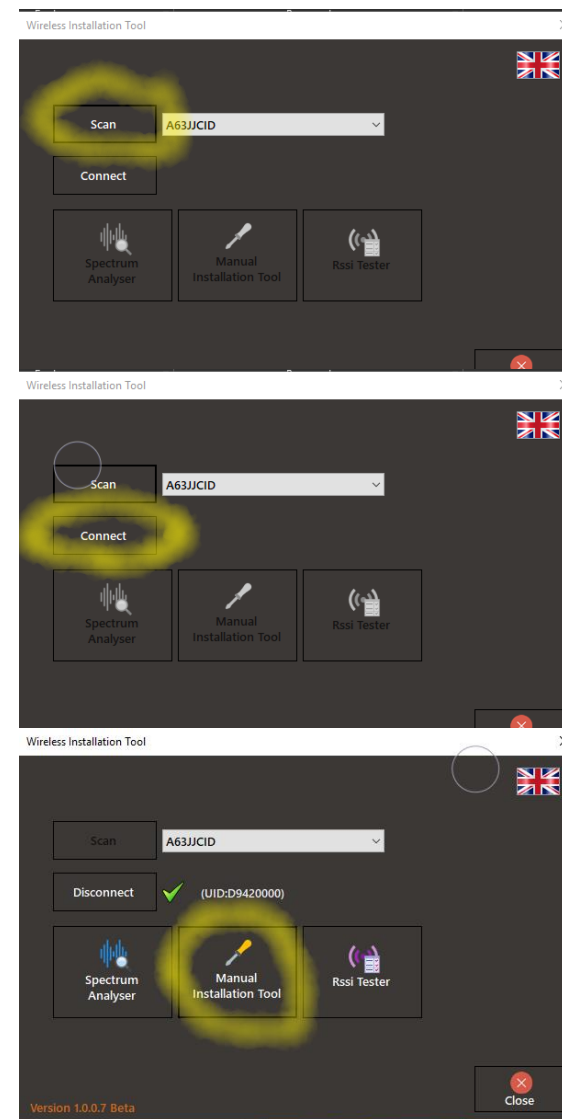 Wireless Installation Tool
Scan A63JJCID
Connect
Spectrum Manual Rssi Tester
Analyser Installation Tool
Wireless Installation Tool
Scan A63JJCID
Connect
Spectrum Manual Rssi Tester
Analyser Installation Tool
Wireless Installation Tool
Scan A63JJCID
Disconnect (UID:D9420000)
Spectrum Manual Rssi Tester
Analyser Installation Tool
Close
Version 1.0.0.7 Beta